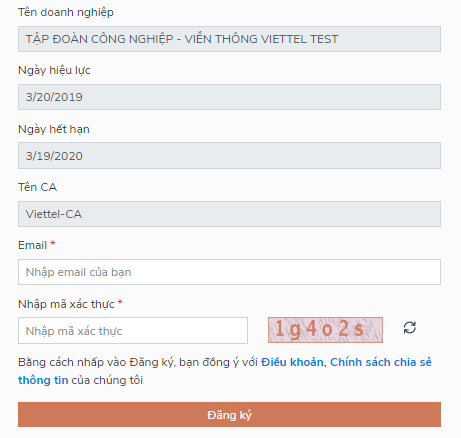 Tên doanh nghiệp
TẬP ĐOÀN CÔNG NGHIỆP - VIỄN THÔNG VIETTEL TEST
Ngày hiệu lực
3/20/2019
Ngày hết hạn
3/19/2020
Tên CA
Viettel-CA
Email *
Nhập email của bạn
Nhập mã xác thực *
Nhập mã xác thực 1g4o2s
Bằng cách nhấp vào Đăng ký, bạn đồng ý với Điều khoản, Chính sách chia sẻ
thông tin của chúng tôi
Đăng ký